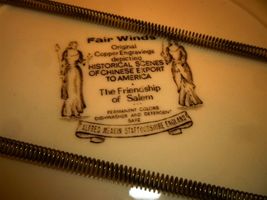 Fair Winds
Original
Copper Engravings
depicting
HISTORICAL SCENES
OF CHINESE EXPORT
TO AMERICA
The Friendship
of Salem
PERMANENT COLORS
DISHWASHER AND DETERGENT
SAFE
ALFRED MEAKIN STAFFORDSHIRE ENGLAND